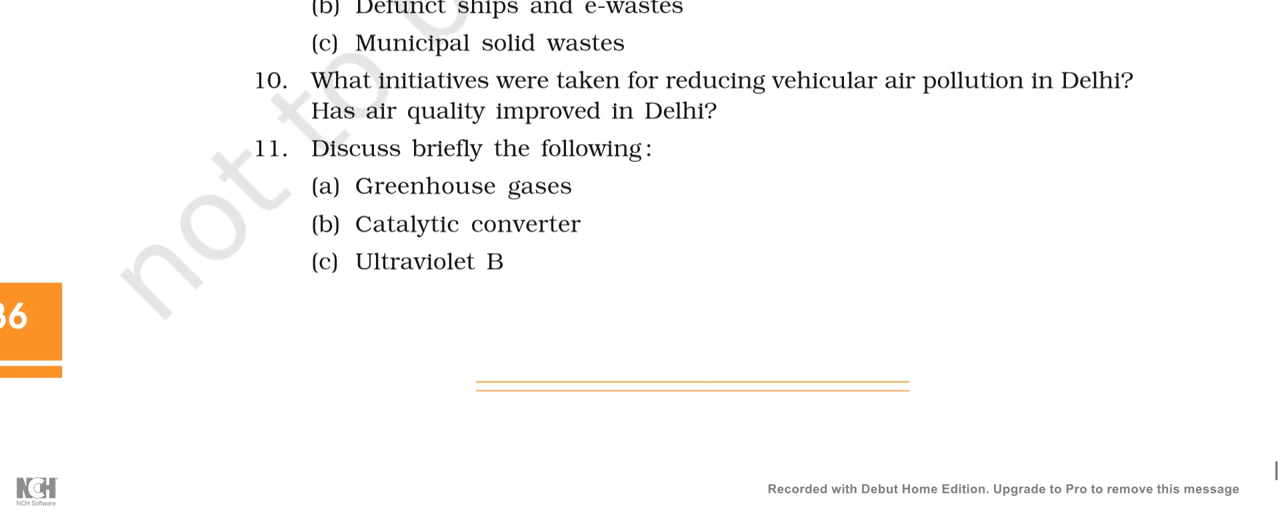 (b) Defunct ships and e-wastes
(c) Municipal solid wastes
10. What initiatives were taken for reducing vehicular air pollution in Delhi?
Has air quality improved in Delhi?
11. Discuss briefly the following:
(a) Greenhouse gases
(b) Catalytic converter
(c) Ultraviolet B
not to
NCH
NCH Software
Recorded with Debut Home Edition. Upgrade to Pro to remove this message